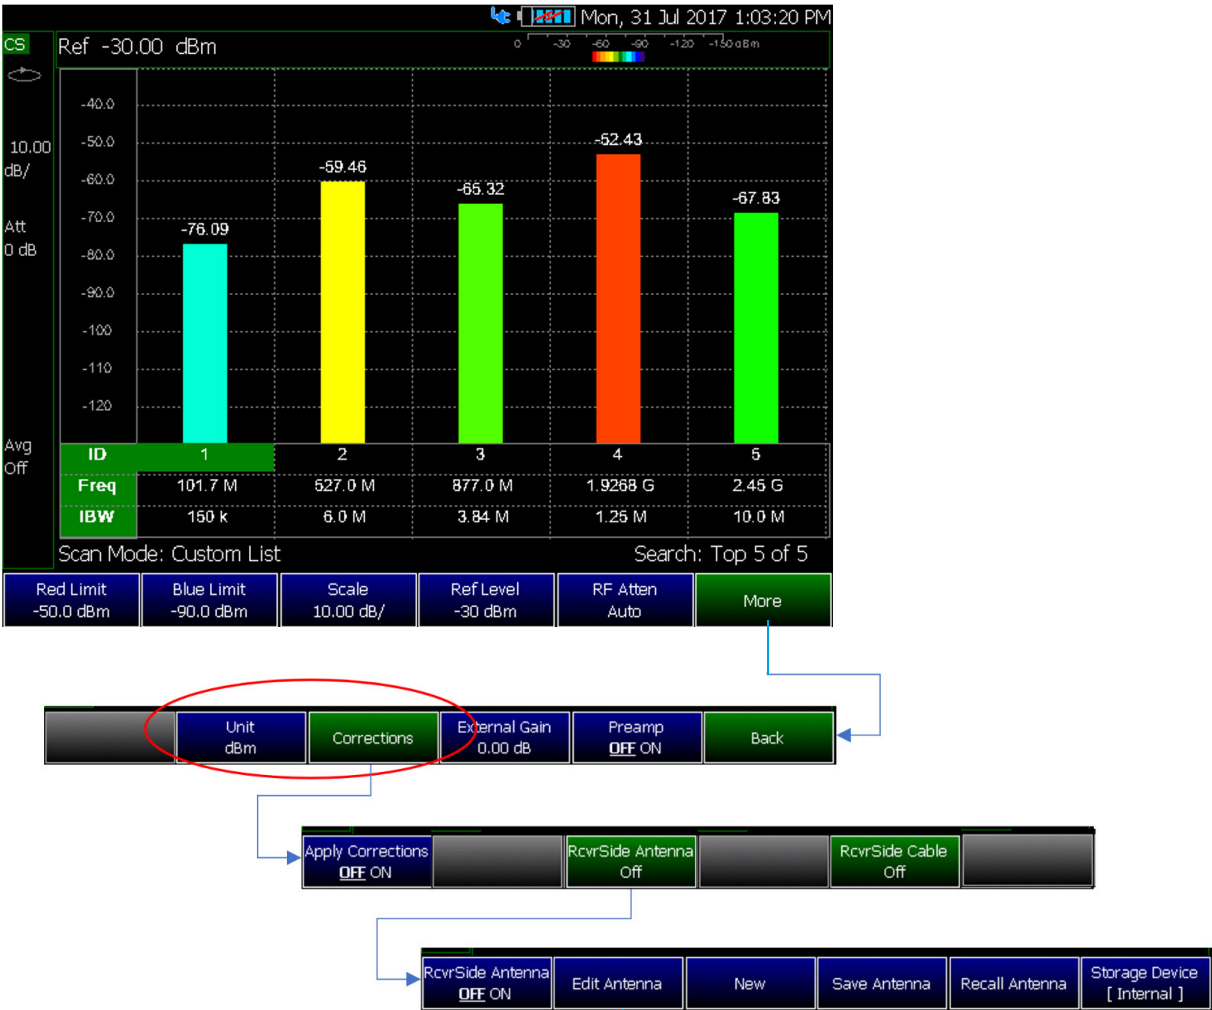 Mon, 31 Jul 2017 1:03:20 PM
CS
Ref -30.00 dBm
0 -30 -60 -90 -120 -150 dBm
10.00
dB/
Att
0 dB
Avg
Off
-40.0
-50.0
-60.0
-70.0
-80.0
-90.0
-100
-110
-120
-76.09
-59.46
-65.32
-52.43
-67.83
ID 1 2 3 4 5
Freq 101.7 M 527.0 M 877.0 M 1.9268 G 2.45 G
IBW 150 k 6.0 M 3.84 M 1.25 M 10.0 M
Scan Mode: Custom List Search: Top 5 of 5
Red Limit
-50.0 dBm
Blue Limit
-90.0 dBm
Scale
10.00 dB/
Ref Level
-30 dBm
RF Atten
Auto
More
Unit
dBm
Corrections
External Gain
0.00 dB
Preamp
OFF ON
Back
Apply Corrections
OFF ON
RcvrSide Antenna
Off
RcvrSide Cable
Off
RcvrSide Antenna
OFF ON
Edit Antenna
New
Save Antenna
Recall Antenna
Storage Device
[ Internal ]